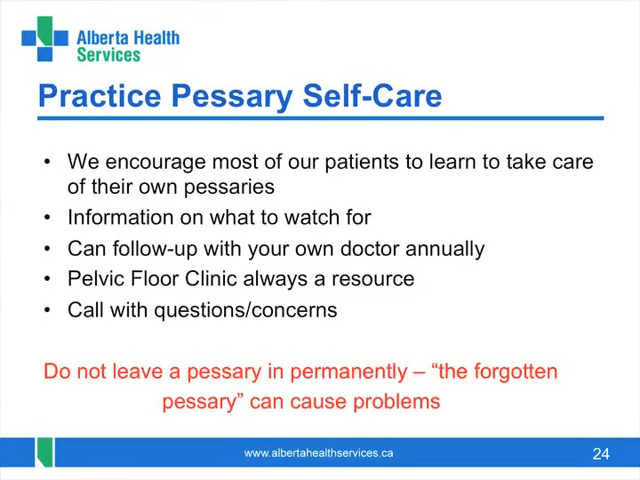 Alberta Health
Services
Practice Pessary Self-Care
• We encourage most of our patients to learn to take care
of their own pessaries
• Information on what to watch for
• Can follow-up with your own doctor annually
• Pelvic Floor Clinic always a resource
• Call with questions/concerns
Do not leave a pessary in permanently – “the forgotten
pessary” can cause problems
www.albertahealthservices.ca
24